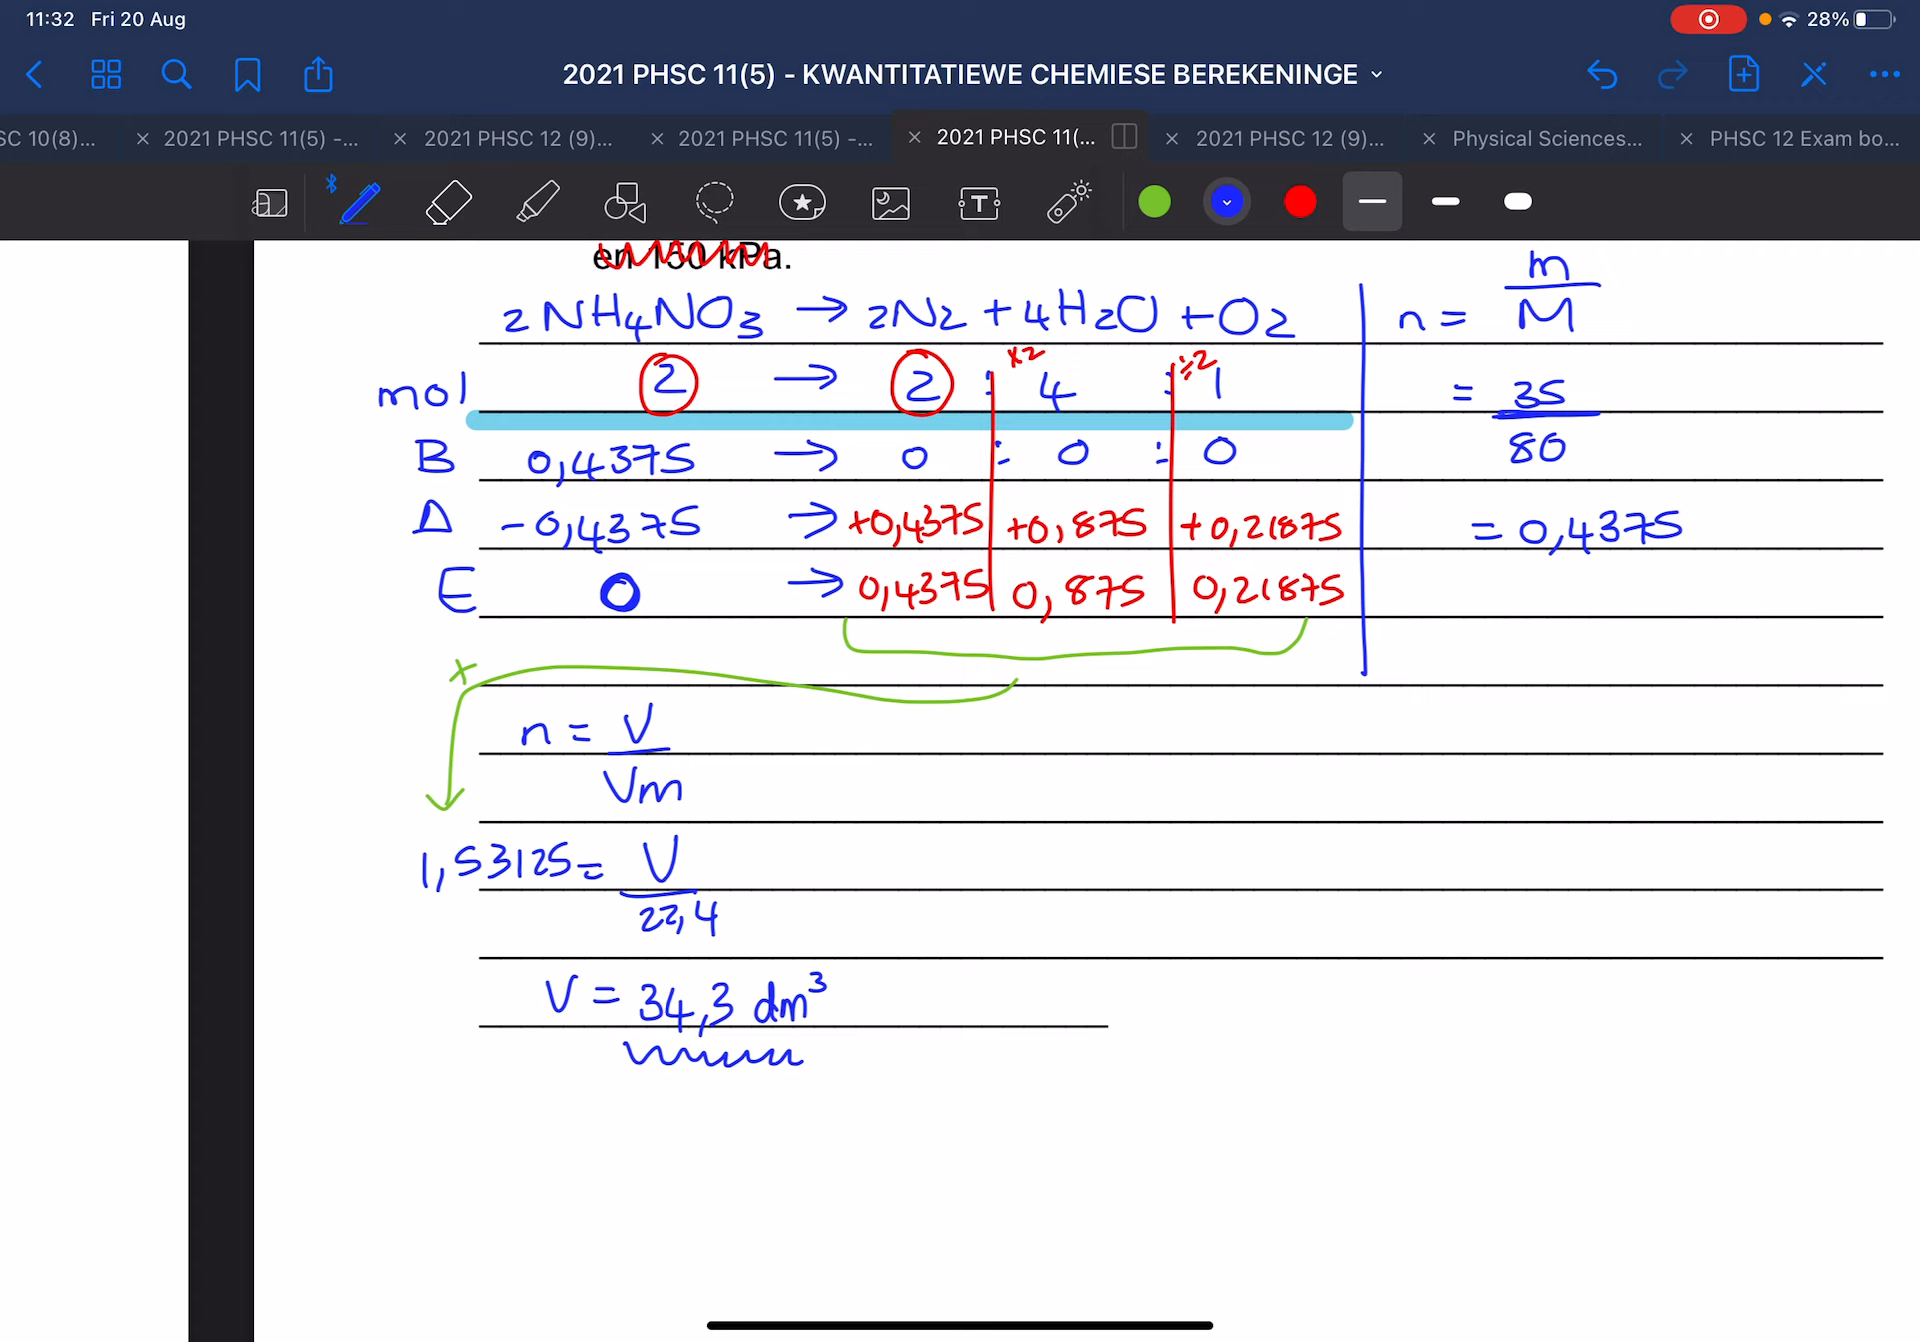 11:32 Fri 20 Aug
28%
2021 PHSC 11(5) - KWANTITATIEWE CHEMIESE BEREKENINGE
SC 10(8)... × 2021 PHSC 11(5) -... × 2021 PHSC 12 (9)... × 2021 PHSC 11(5) -... × 2021 PHSC 11(... × 2021 PHSC 12 (9)... × Physical Sciences... × PHSC 12 Exam bo...
en 150 kPa.
2NH4NO3 → 2N2 + 4H2O + O2
×2 ÷2
mol 2 → 2 : 4 : 1
B 0,4375 → 0 : 0 : 0
Δ -0,4375 → +0,4375 +0,875 +0,21875
E 0 → 0,4375 0,875 0,21875
n = m/M
= 35/80
= 0,4375
+
n = V/Vm
1,53125 = V/22,4
V = 34,3 dm³